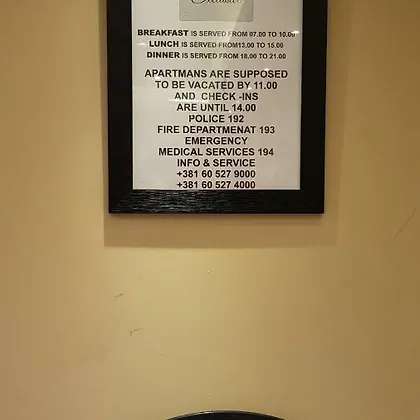 Exclusive
BREAKFAST IS SERVED FROM 07.00 TO 10.00
LUNCH IS SERVED FROM13.00 TO 15.00
DINNER IS SERVED FROM 18.00 TO 21.00
APARTMANS ARE SUPPOSED
TO BE VACATED BY 11.00
AND CHECK -INS
ARE UNTIL 14.00
POLICE 192
FIRE DEPARTMENAT 193
EMERGENCY
MEDICAL SERVICES 194
INFO & SERVICE
+381 60 527 9000
+381 60 527 4000